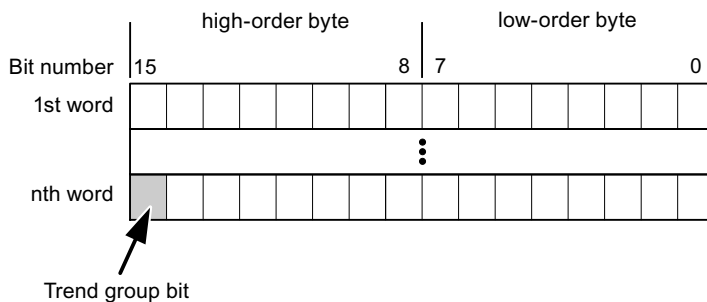 high-order byte low-order byte
Bit number 15 8 7 0
1st word
nth word
Trend group bit